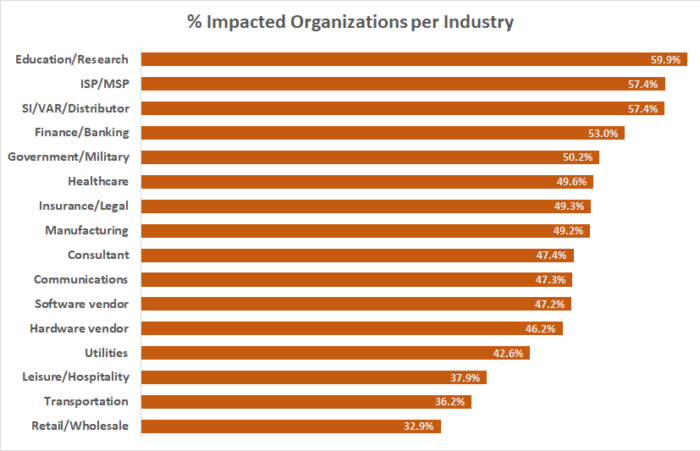 % Impacted Organizations per Industry
Education/Research 59.9%
ISP/MSP 57.4%
SI/VAR/Distributor 57.4%
Finance/Banking 53.0%
Government/Military 50.2%
Healthcare 49.6%
Insurance/Legal 49.3%
Manufacturing 49.2%
Consultant 47.4%
Communications 47.3%
Software vendor 47.2%
Hardware vendor 46.2%
Utilities 42.6%
Leisure/Hospitality 37.9%
Transportation 36.2%
Retail/Wholesale 32.9%